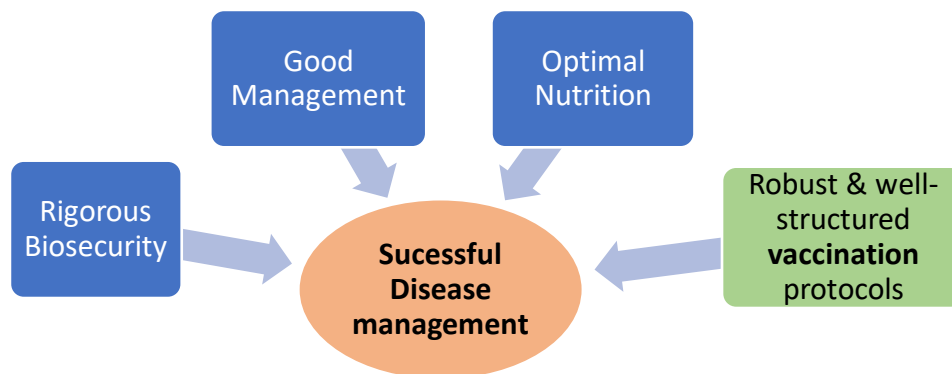 Good
Management
Optimal
Nutrition
Rigorous
Biosecurity
Robust & well-
structured
vaccination
protocols
Sucessful
Disease
management